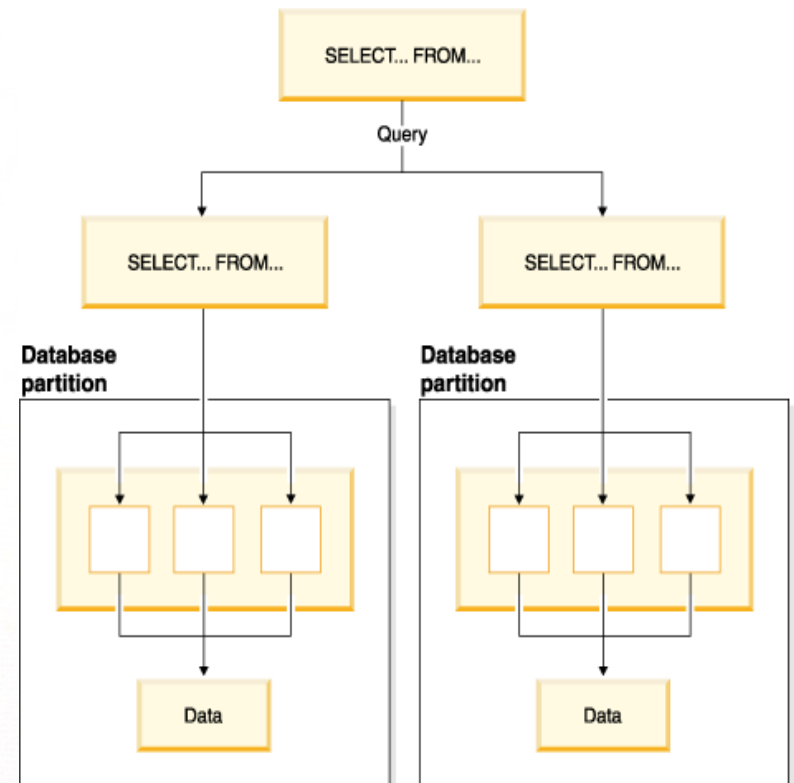 SELECT... FROM...
Query
SELECT... FROM...
SELECT... FROM...
Database
partition
Database
partition
Data
Data